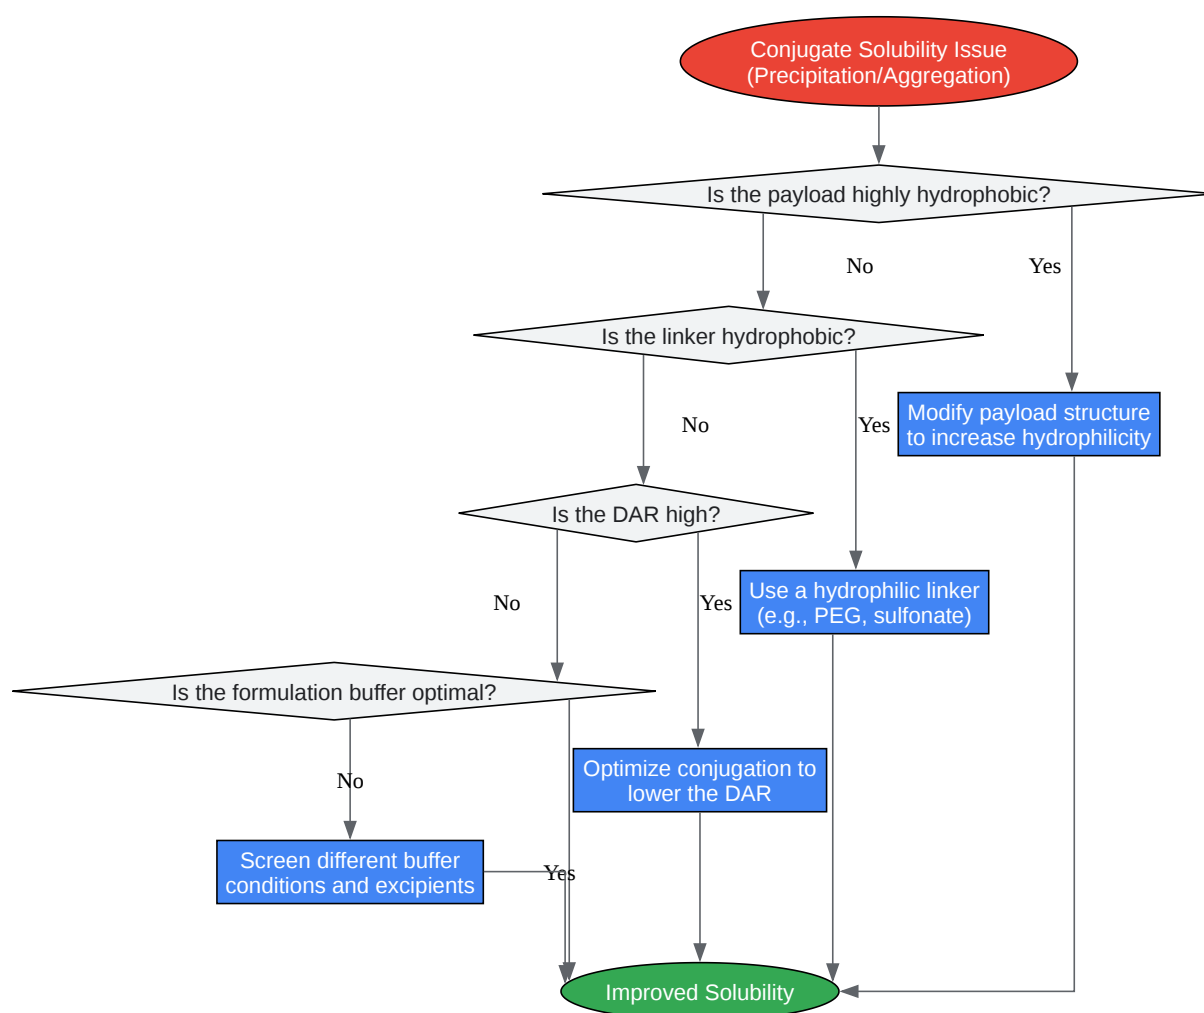 Conjugate Solubility Issue
(Precipitation/Aggregation)
Is the payload highly hydrophobic?
No
Yes
Is the linker hydrophobic?
Modify payload structure
to increase hydrophilicity
No
Yes
Is the DAR high?
Use a hydrophilic linker
(e.g., PEG, sulfonate)
No
Yes
Is the formulation buffer optimal?
Optimize conjugation to
lower the DAR
No
Screen different buffer
conditions and excipients
Yes
Improved Solubility